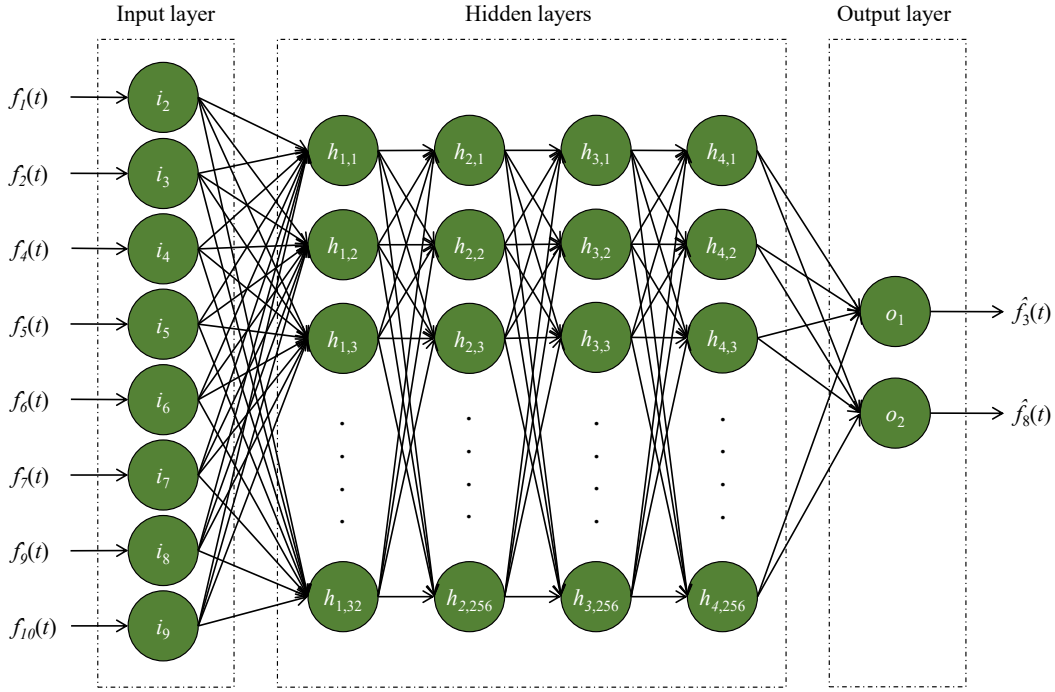 Input layer
Hidden layers
Output layer
f1(t)
f2(t)
f4(t)
f5(t)
f6(t)
f7(t)
f9(t)
f10(t)
i2
i3
i4
i5
i6
i7
i8
i9
h1,1
h1,2
h1,3
h1,32
h2,1
h2,2
h2,3
h2,256
h3,1
h3,2
h3,3
h3,256
h4,1
h4,2
h4,3
h4,256
o1
o2
f̂3(t)
f̂8(t)